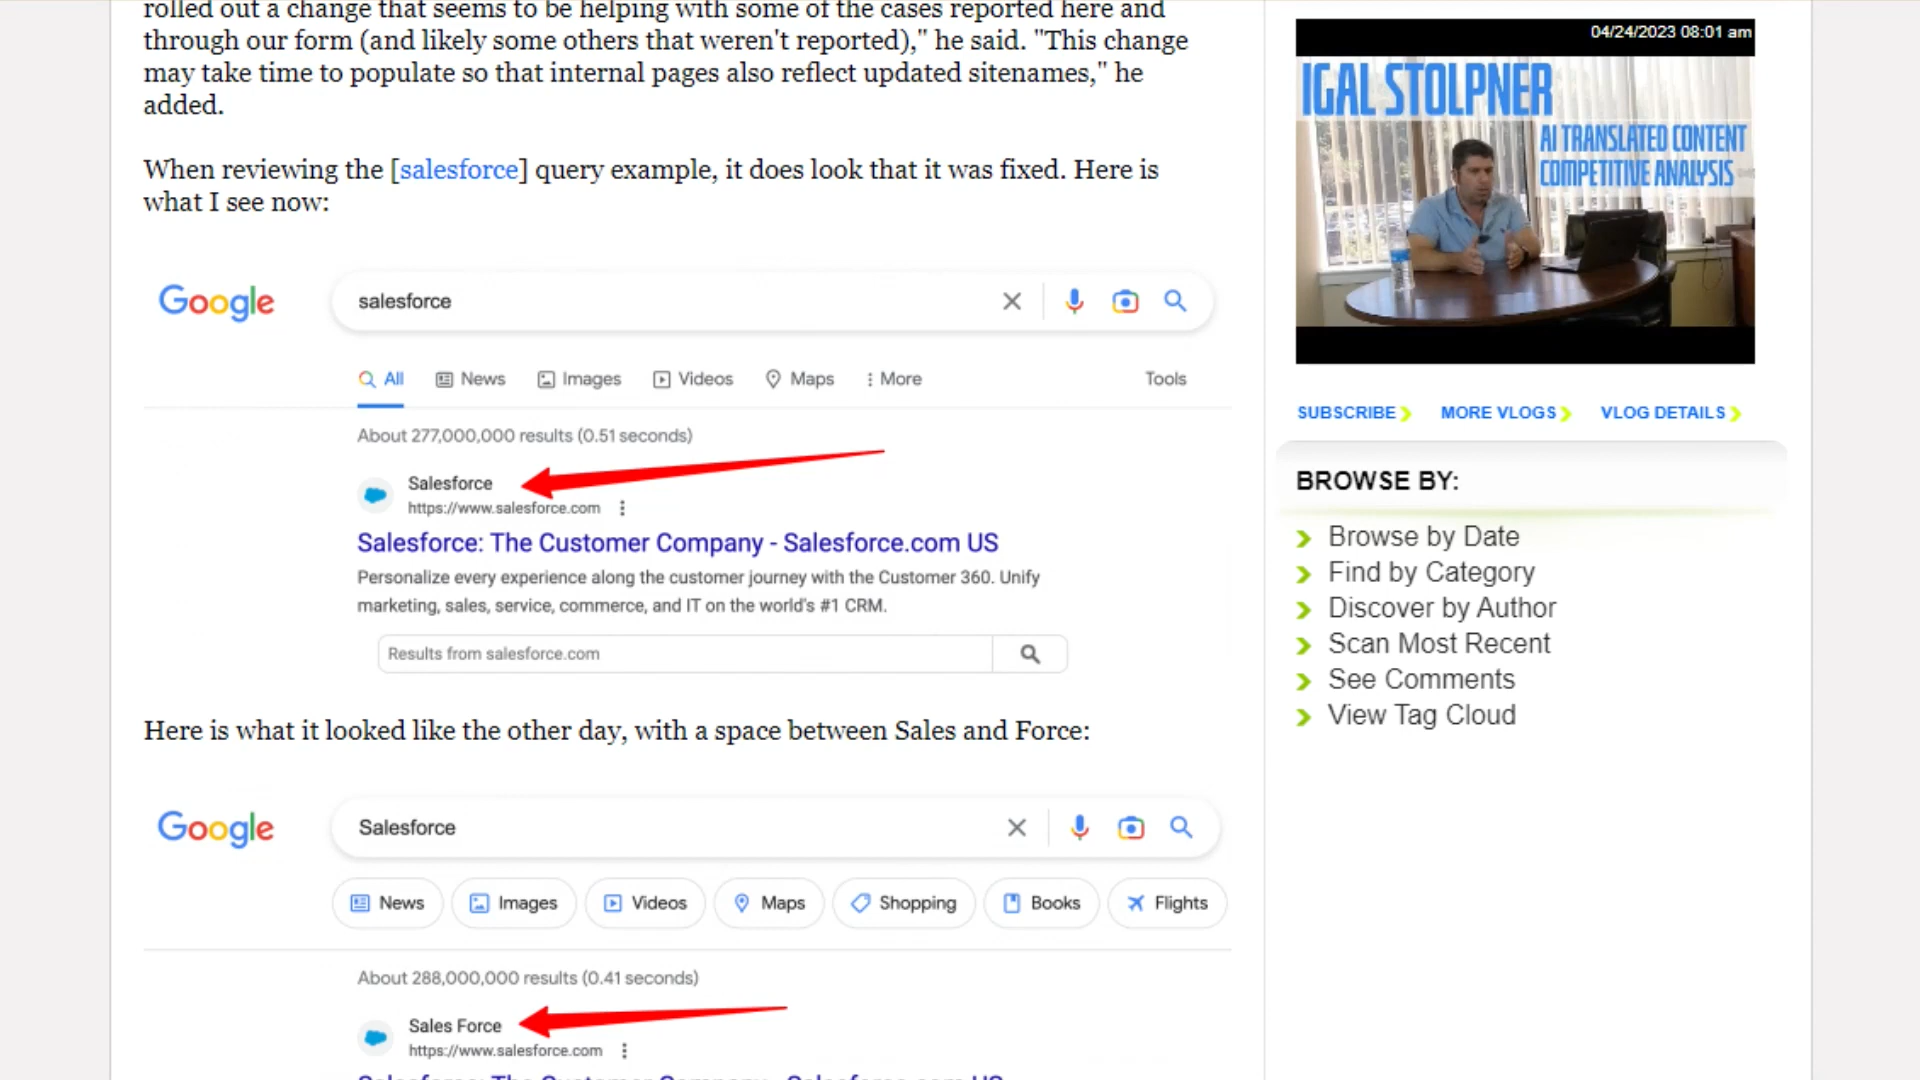 rolled out a change that seems to be helping with some of the cases reported here and
through our form (and likely some others that weren't reported)," he said. "This change
may take time to populate so that internal pages also reflect updated sitenames," he
added.
When reviewing the [salesforce] query example, it does look that it was fixed. Here is
what I see now:
Google
salesforce
All
News
Images
Videos
Maps
More
Tools
About 277,000,000 results (0.51 seconds)
Salesforce
https://www.salesforce.com
Salesforce: The Customer Company - Salesforce.com US
Personalize every experience along the customer journey with the Customer 360. Unify
marketing, sales, service, commerce, and IT on the world's #1 CRM.
Results from salesforce.com
Here is what it looked like the other day, with a space between Sales and Force:
Google
Salesforce
News
Images
Videos
Maps
Shopping
Books
Flights
About 288,000,000 results (0.41 seconds)
Sales Force
https://www.salesforce.com
Salesforce: The Customer Company - Salesforce.com US
04/24/2023 08:01 am
IGAL STOLPNER
AI TRANSLATED CONTENT
COMPETITIVE ANALYSIS
SUBSCRIBE
MORE VLOGS
VLOG DETAILS
BROWSE BY:
Browse by Date
Find by Category
Discover by Author
Scan Most Recent
See Comments
View Tag Cloud